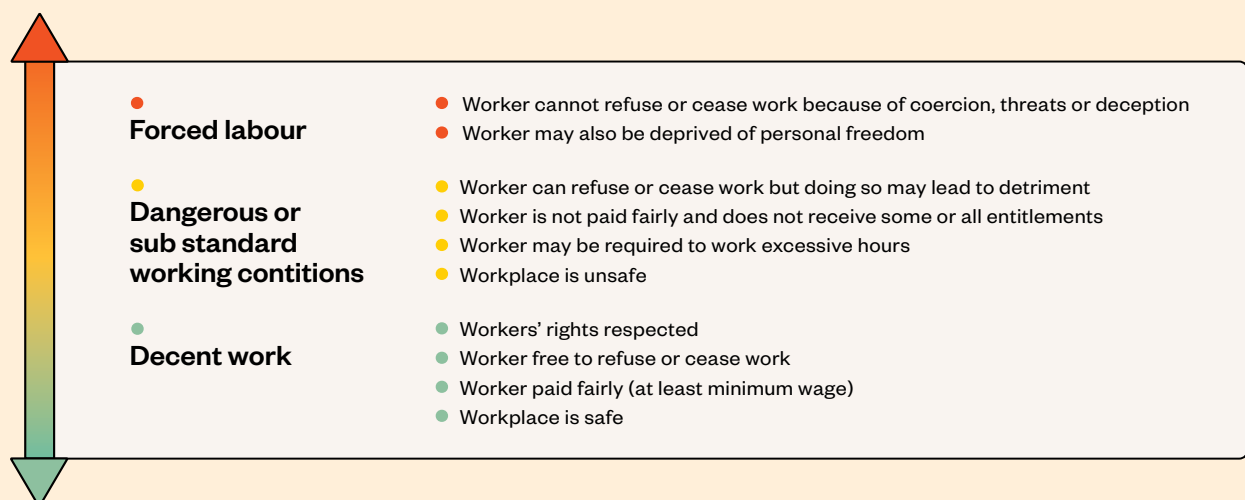 Forced labour
Worker cannot refuse or cease work because of coercion, threats or deception
Worker may also be deprived of personal freedom
Dangerous or
sub standard
working contitions
Worker can refuse or cease work but doing so may lead to detriment
Worker is not paid fairly and does not receive some or all entitlements
Worker may be required to work excessive hours
Workplace is unsafe
Decent work
Workers’ rights respected
Worker free to refuse or cease work
Worker paid fairly (at least minimum wage)
Workplace is safe